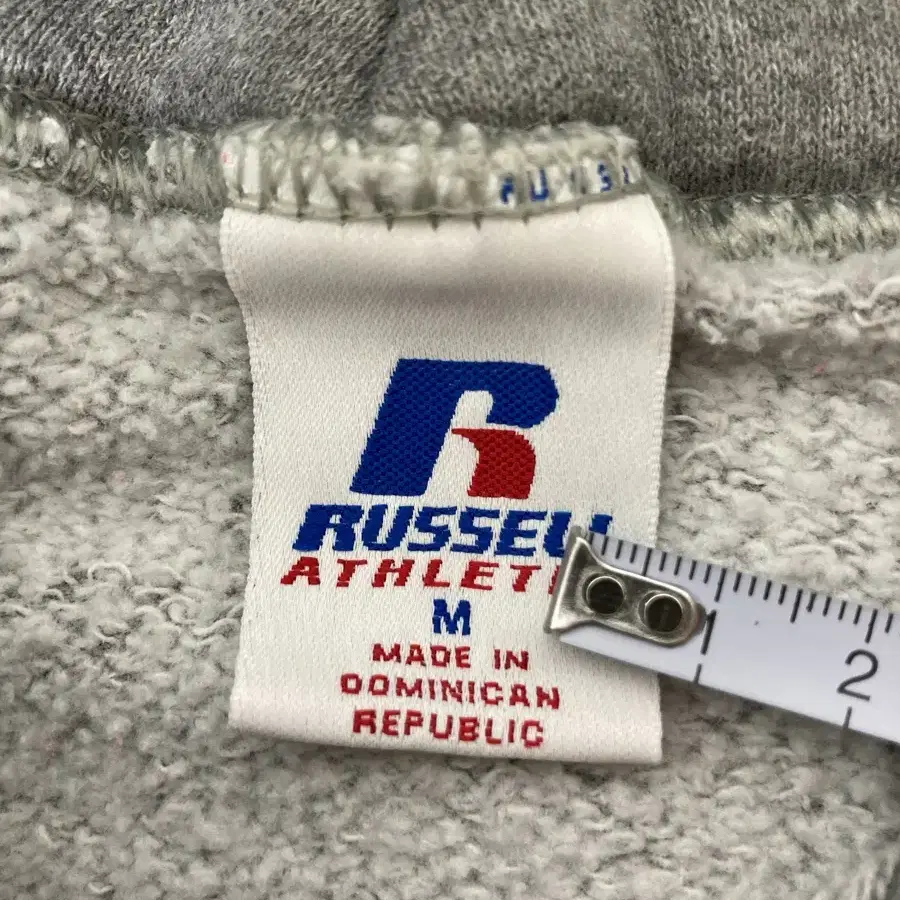 RUSSELL
ATHLETI
M
MADE IN
DOMINICAN
REPUBLIC
1
2